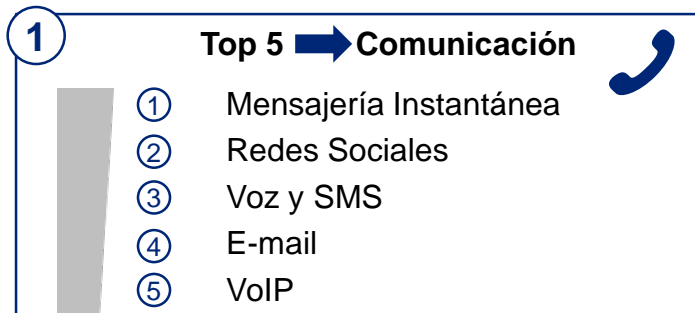 1
Top 5 Comunicación
1 Mensajería Instantánea
2 Redes Sociales
3 Voz y SMS
4 E-mail
5 VoIP